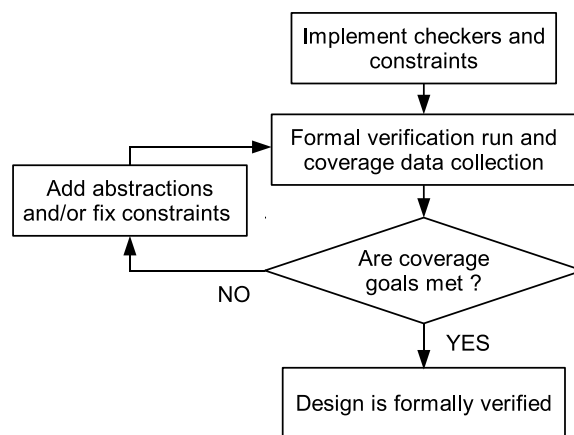 Implement checkers and
constraints
Formal verification run and
coverage data collection
Add abstractions
and/or fix constraints
Are coverage
goals met ?
NO
YES
Design is formally verified